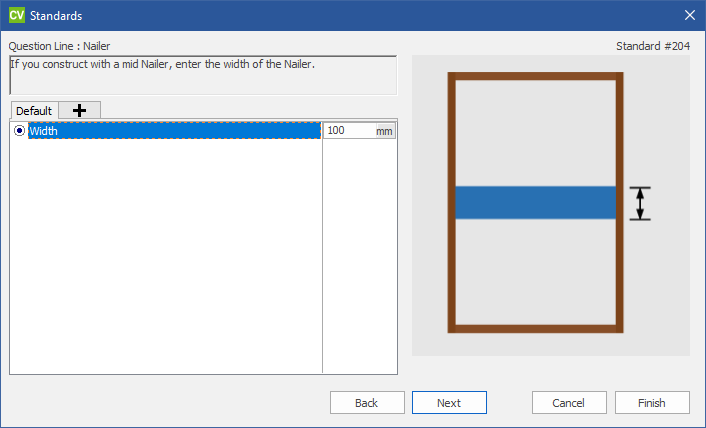 CV Standards
Question Line : Nailer
Standard #204
If you construct with a mid Nailer, enter the width of the Nailer.
Default
Width 100 mm
Back Next Cancel Finish